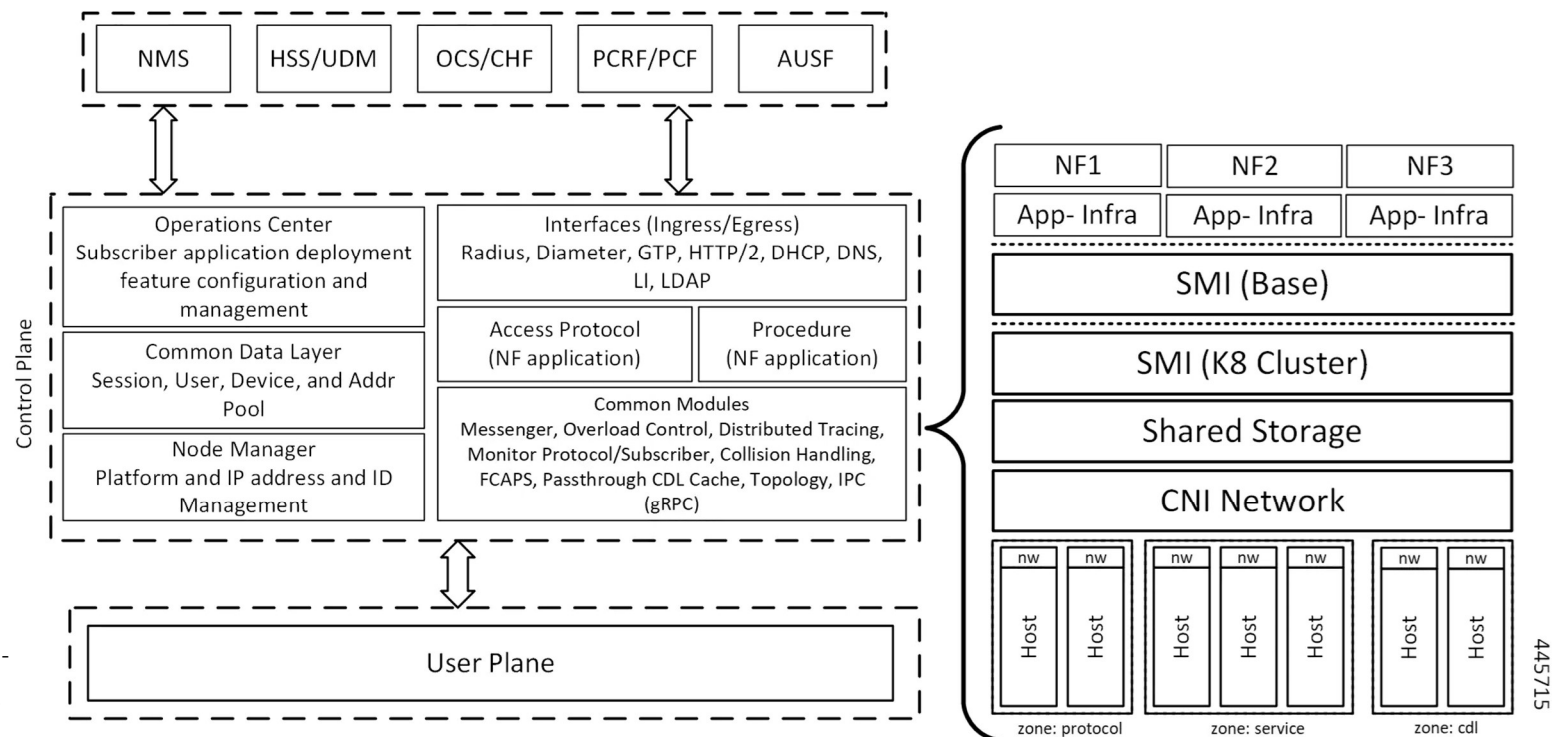 NMS
HSS/UDM
OCS/CHF
PCRF/PCF
AUSF
Control Plane
Operations Center
Subscriber application deployment
feature configuration and
management
Common Data Layer
Session, User, Device, and Addr
Pool
Node Manager
Platform and IP address and ID
Management
Interfaces (Ingress/Egress)
Radius, Diameter, GTP, HTTP/2, DHCP, DNS,
LI, LDAP
Access Protocol
(NF application)
Procedure
(NF application)
Common Modules
Messenger, Overload Control, Distributed Tracing,
Monitor Protocol/Subscriber, Collision Handling,
FCAPS, Passthrough CDL Cache, Topology, IPC
(gRPC)
User Plane
NF1
NF2
NF3
App- Infra
App- Infra
App- Infra
SMI (Base)
SMI (K8 Cluster)
Shared Storage
CNI Network
nw
nw
nw
nw
nw
nw
nw
Host
Host
Host
Host
Host
Host
Host
zone: protocol
zone: service
zone: cdl
445715